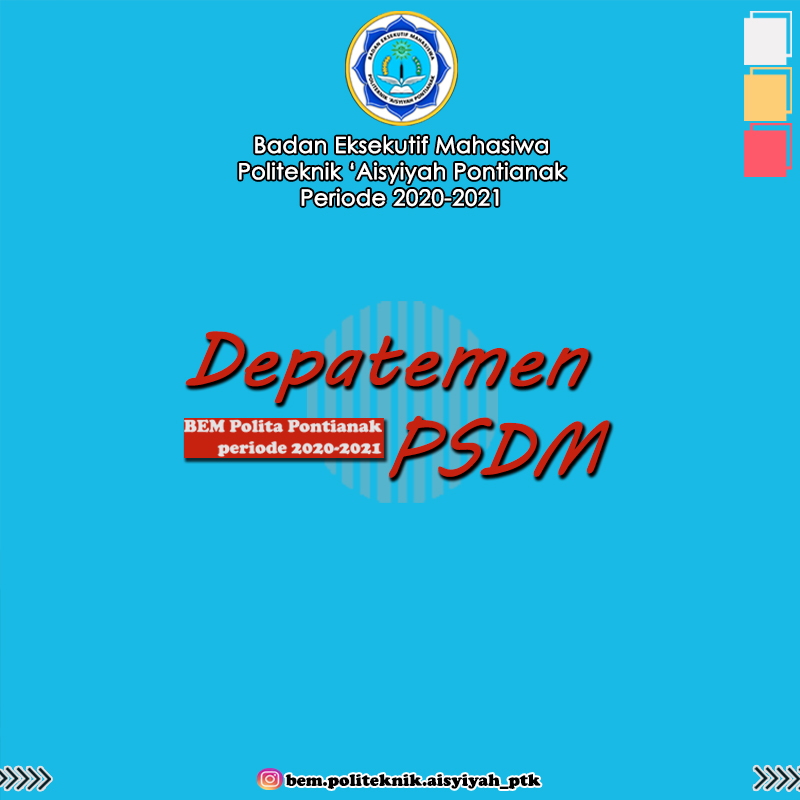 BADAN EKSEKUTIF MAHASISWA
POLITEKNIK 'AISYIYAH PONTIANAK
Badan Eksekutif Mahasiwa
Politeknik ‘Aisyiyah Pontianak
Periode 2020-2021
Depatemen
BEM Polita Pontianak
periode 2020-2021
PSDM
bem.politeknik.aisyiyah_ptk